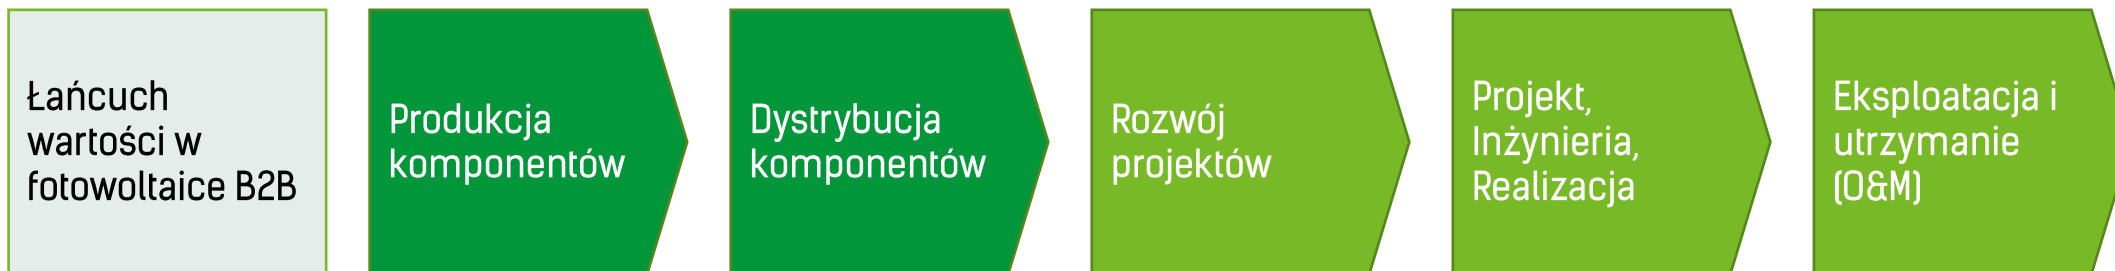 Łańcuch
wartości w
fotowoltaice B2B
Produkcja
komponentów
Dystrybucja
komponentów
Rozwój
projektów
Projekt,
Inżynieria,
Realizacja
Eksploatacja i
utrzymanie
(O&M)